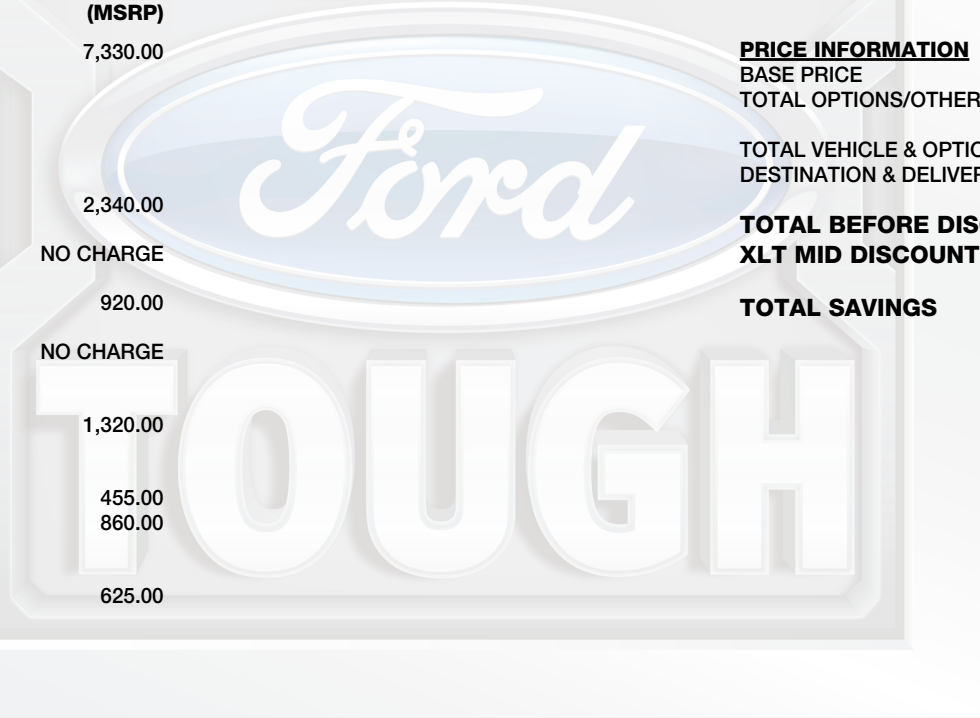 (MSRP)
7,330.00
2,340.00
NO CHARGE
920.00
NO CHARGE
1,320.00
455.00
860.00
625.00
PRICE INFORMATION
BASE PRICE
TOTAL OPTIONS/OTHER
TOTAL VEHICLE & OPTIO
DESTINATION & DELIVER
TOTAL BEFORE DISC
XLT MID DISCOUNT
TOTAL SAVINGS
Ford
TOUGH